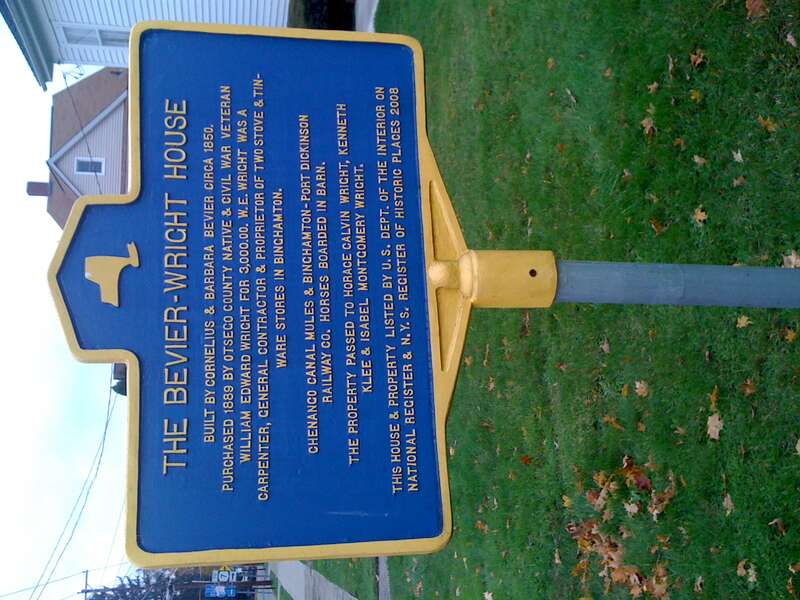 THE BEVIER-WRIGHT HOUSE
BUILT BY CORNELIUS & BARBARA BEVIER CIRCA 1850.
PURCHASED 1889 BY OTSEGO COUNTY NATIVE & CIVIL WAR VETERAN
WILLIAM EDWARD WRIGHT FOR 3,000.00. W. E. WRIGHT WAS A
CARPENTER, GENERAL CONTRACTOR & PROPRIETOR OF TWO STOVE & TIN-
WARE STORES IN BINGHAMTON.
CHENANGO CANAL MULES & BINGHAMTON-PORT DICKINSON
RAILWAY CO. HORSES BOARDED IN BARN.
THE PROPERTY PASSED TO HORACE CALVIN WRIGHT, KENNETH
KLEE & ISABEL MONTGOMERY WRIGHT.
THIS HOUSE & PROPERTY LISTED BY U.S. DEPT. OF THE INTERIOR ON
NATIONAL REGISTER & N.Y.S. REGISTER OF HISTORIC PLACES 2008